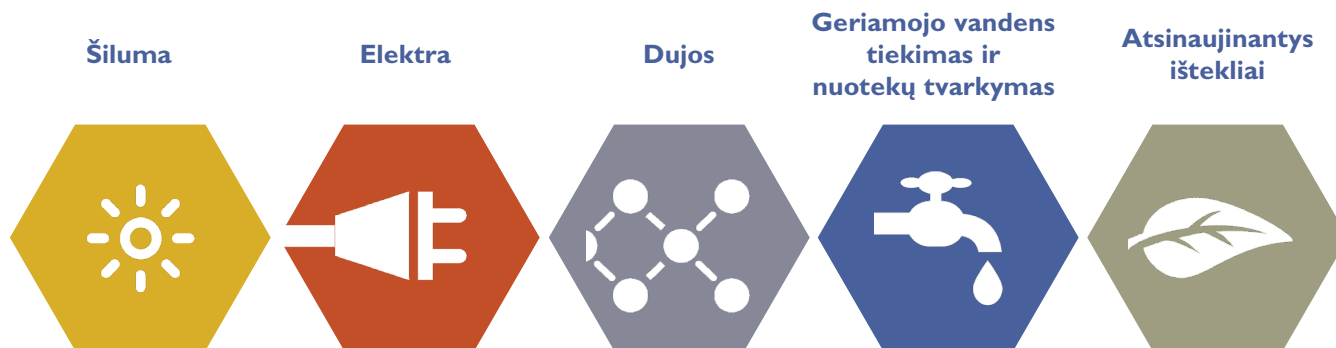 Šiluma
Elektra
Dujos
Geriamojo vandens
tiekimas ir
nuotekų tvarkymas
Atsinaujinantys
ištekliai